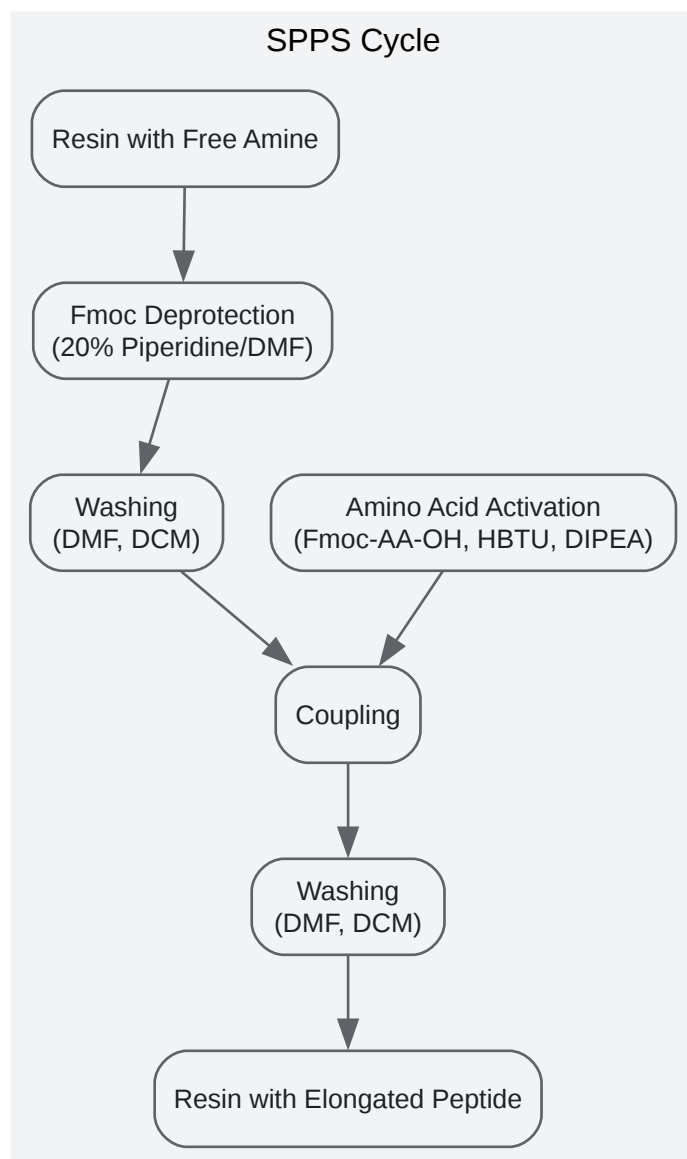 SPPS Cycle
Resin with Free Amine
Fmoc Deprotection
(20% Piperidine/DMF)
Washing
(DMF, DCM)
Amino Acid Activation
(Fmoc-AA-OH, HBTU, DIPEA)
Coupling
Washing
(DMF, DCM)
Resin with Elongated Peptide